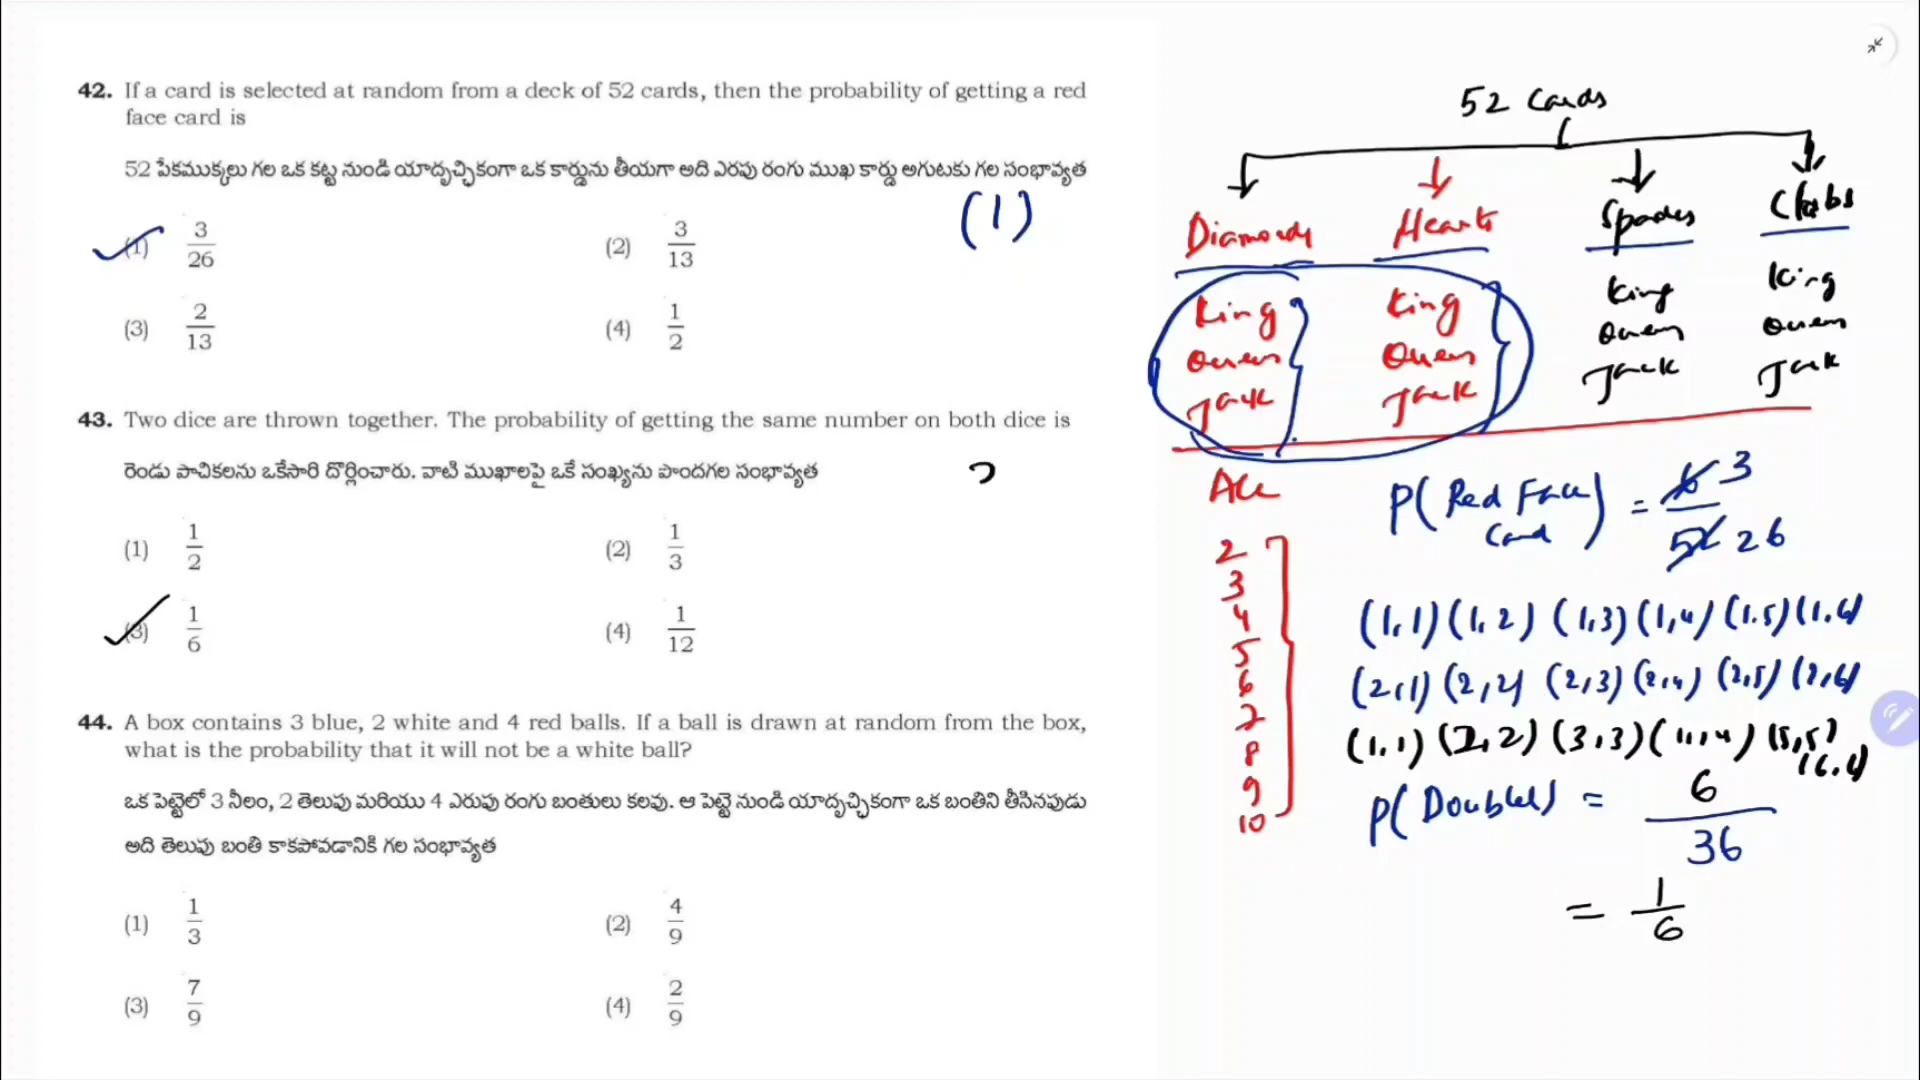 42. If a card is selected at random from a deck of 52 cards, then the probability of getting a red
face card is
52 పేకముక్కలు గల ఒక కట్ట నుండి యాదృచ్ఛికంగా ఒక కార్డును తీయగా అది ఎరపు రంగు ముఖ కార్డు అగుటకు గల సంభావ్యత
(1)
(1) 3/26 (2) 3/13
(3) 2/13 (4) 1/2
43. Two dice are thrown together. The probability of getting the same number on both dice is
రెండు పాచికలను ఒకేసారి దొర్లించారు. వాటి ముఖాలపై ఒకే సంఖ్యను పొందగల సంభావ్యత
(1) 1/2 (2) 1/3
(3) 1/6 (4) 1/12
44. A box contains 3 blue, 2 white and 4 red balls. If a ball is drawn at random from the box,
what is the probability that it will not be a white ball?
ఒక పెట్టెలో 3 నీలం, 2 తెలుపు మరియు 4 ఎరుపు రంగు బంతులు కలవు. ఆ పెట్టె నుండి యాదృచ్ఛికంగా ఒక బంతిని తీసినపుడు
అది తెలుపు బంతి కాకపోవడానికి గల సంభావ్యత
(1) 1/3 (2) 4/9
(3) 7/9 (4) 2/9
52 Cards
Diamonds Hearts Spades Clubs
King King King King
Queen Queen Queen Queen
Jack Jack Jack Jack
Ace
2
3
4
5
6
7
8
9
10
P(Red Face Card) = 6/52 3/26
(1,1) (1,2) (1,3) (1,4) (1,5) (1,6)
(2,1) (2,2) (2,3) (2,4) (2,5) (2,6)
(1,1) (2,2) (3,3) (4,4) (5,5)
(6,6)
P(Doubles) = 6/36
= 1/6